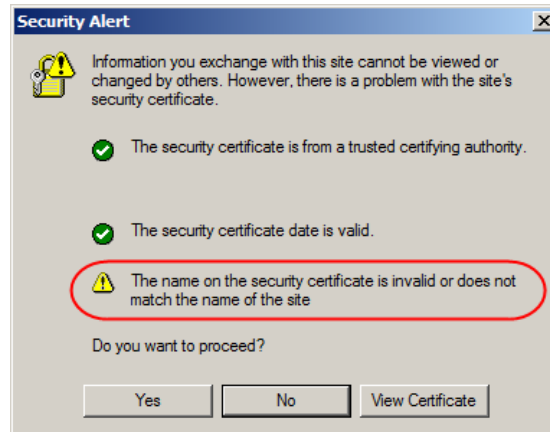 Security Alert
Information you exchange with this site cannot be viewed or
changed by others. However, there is a problem with the site's
security certificate.
The security certificate is from a trusted certifying authority.
The security certificate date is valid.
The name on the security certificate is invalid or does not
match the name of the site
Do you want to proceed?
Yes
No
View Certificate